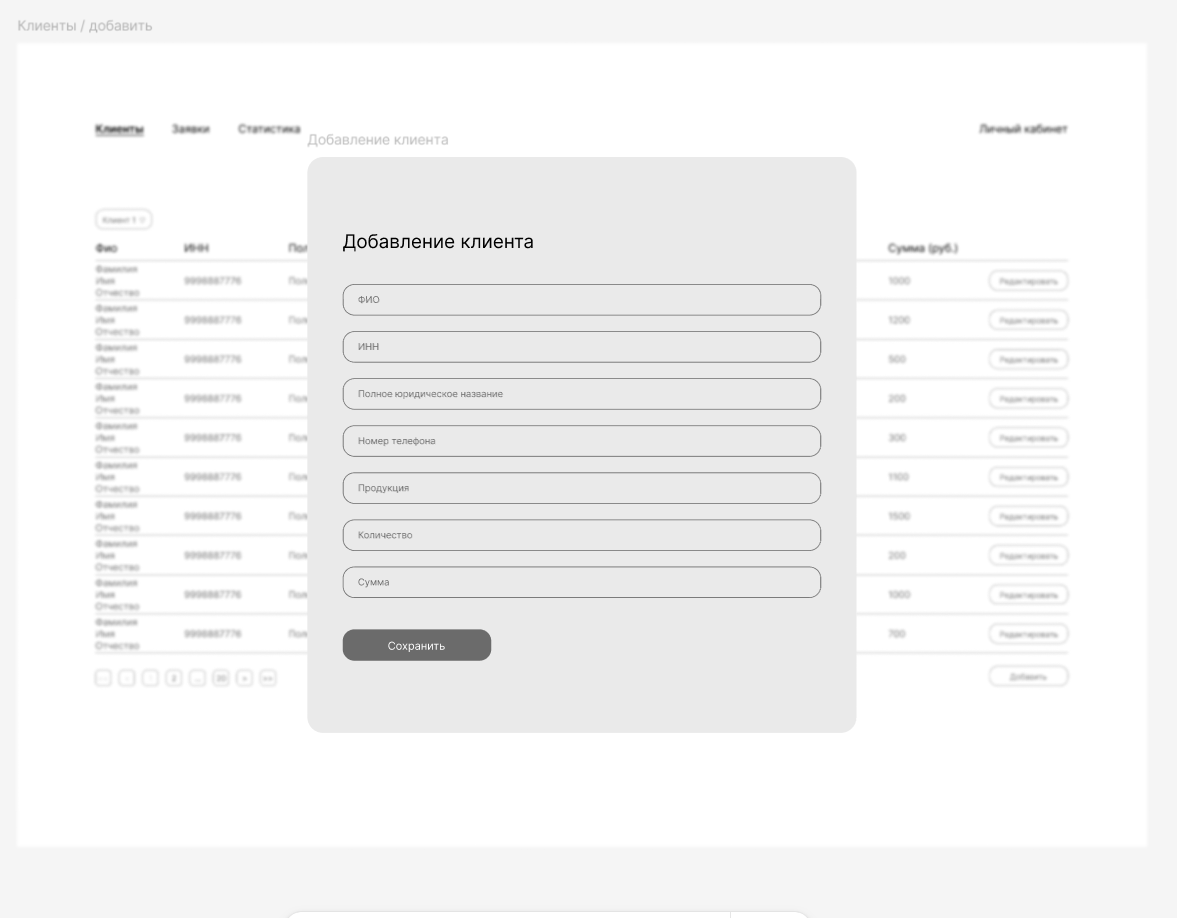 Клиенты / добавить
Клиенты Заявки Статистика Личный кабинет
Добавление клиента
Клиент 1
Фио ИНН Пол Сумма (руб.)
Добавление клиента
Фамилия
Имя 9998887776 Пол 1000 Редактировать
Отчество
ФИО
Фамилия
Имя 9998887776 Пол 1200 Редактировать
Отчество
ИНН
Фамилия
Имя 9998887776 Пол 500 Редактировать
Отчество
Полное юридическое название
Фамилия
Имя 9998887776 Пол 200 Редактировать
Отчество
Номер телефона
Фамилия
Имя 9998887776 Пол 300 Редактировать
Отчество
Продукция
Фамилия
Имя 9998887776 Пол 1100 Редактировать
Отчество
Количество
Фамилия
Имя 9998887776 Пол 1500 Редактировать
Отчество
Сумма
Фамилия
Имя 9998887776 Пол 200 Редактировать
Отчество
Фамилия
Имя 9998887776 Пол 1000 Редактировать
Отчество
Фамилия
Имя 9998887776 Пол 700 Редактировать
Отчество
Сохранить
2 ... 20 > >> Добавить